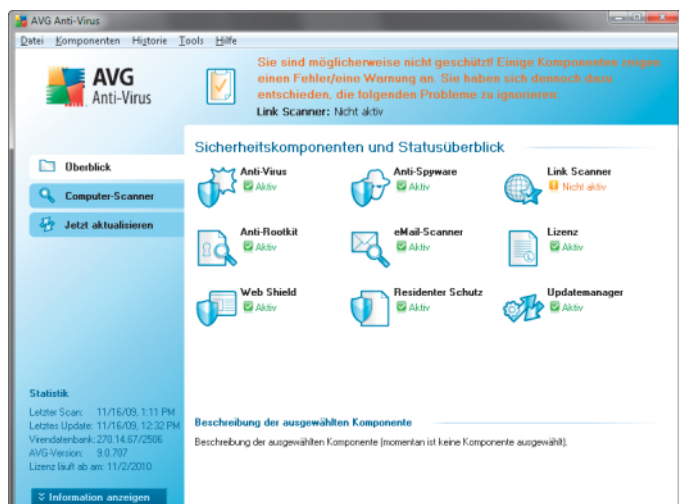 AVG Anti-Virus
Datei Komponenten Historie Tools Hilfe
AVG
Anti-Virus
Sie sind möglicherweise nicht geschützt! Einige Komponenten zeigen
einen Fehler/eine Warnung an. Sie haben sich dennoch dazu
entschieden, die folgenden Probleme zu ignorieren:
Link Scanner: Nicht aktiv
Überblick
Computer-Scanner
Jetzt aktualisieren
Sicherheitskomponenten und Statusüberblick
Anti-Virus
Aktiv
Anti-Spyware
Aktiv
Link Scanner
Nicht aktiv
Anti-Rootkit
Aktiv
eMail-Scanner
Aktiv
Lizenz
Aktiv
Web Shield
Aktiv
Residenter Schutz
Aktiv
Updatemanager
Aktiv
Statistik
Letzter Scan: 11/16/09, 1:11 PM
Letztes Update: 11/16/09, 12:32 PM
Virendatenbank: 270.14.67/2506
AVG-Version: 9.0.707
Lizenz läuft ab am: 11/2/2010
Information anzeigen
Beschreibung der ausgewählten Komponente
Beschreibung der ausgewählten Komponente (momentan ist keine Komponente ausgewählt).